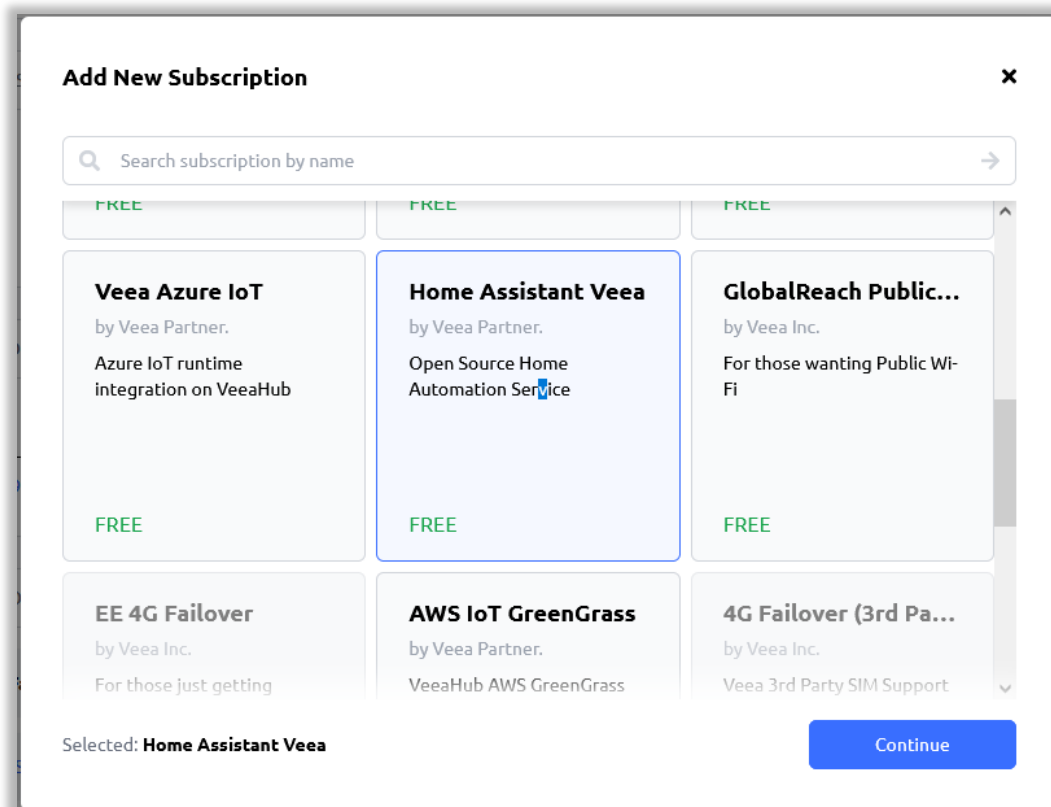 Add New Subscription
Search subscription by name
FREE
FREE
FREE
Veea Azure IoT
by Veea Partner.
Azure IoT runtime
integration on VeeaHub
FREE
Home Assistant Veea
by Veea Partner.
Open Source Home
Automation Service
FREE
GlobalReach Public...
by Veea Inc.
For those wanting Public Wi-
Fi
FREE
EE 4G Failover
by Veea Inc.
For those just getting
AWS IoT GreenGrass
by Veea Partner.
VeeaHub AWS GreenGrass
4G Failover (3rd Pa...
by Veea Inc.
Veea 3rd Party SIM Support
Selected: Home Assistant Veea
Continue